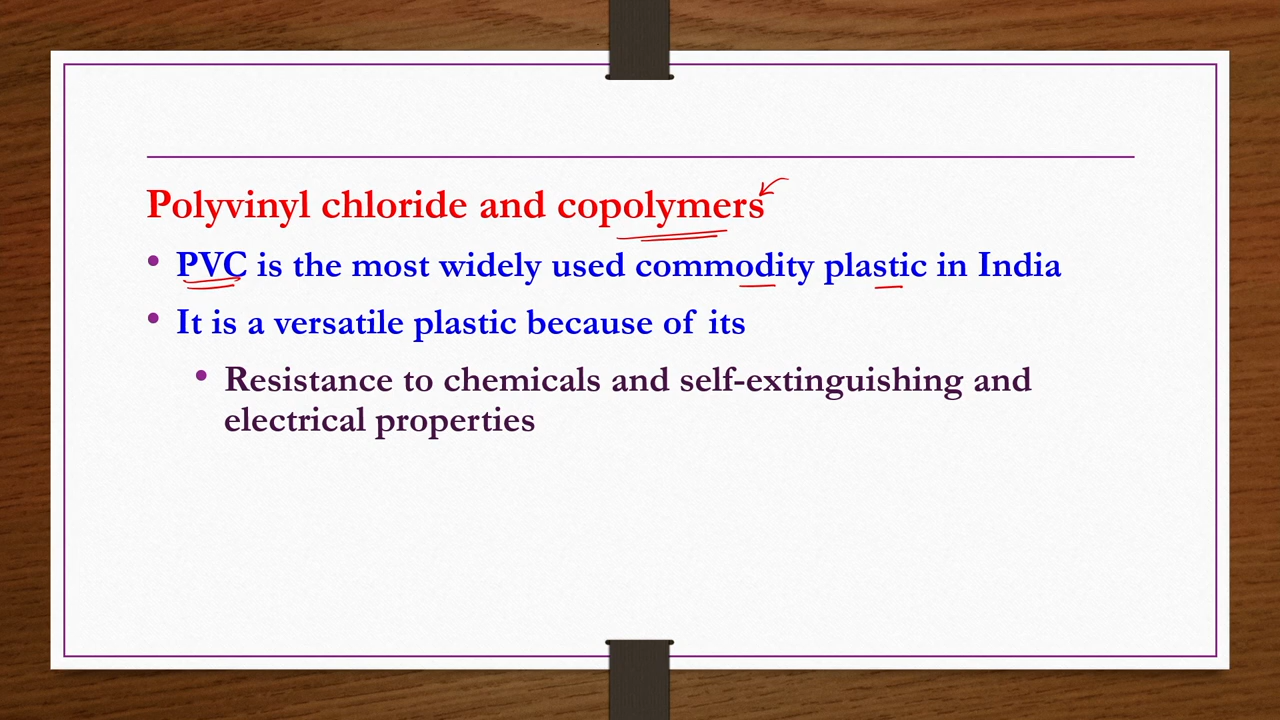 Polyvinyl chloride and copolymers
• PVC is the most widely used commodity plastic in India
• It is a versatile plastic because of its
• Resistance to chemicals and self-extinguishing and
electrical properties